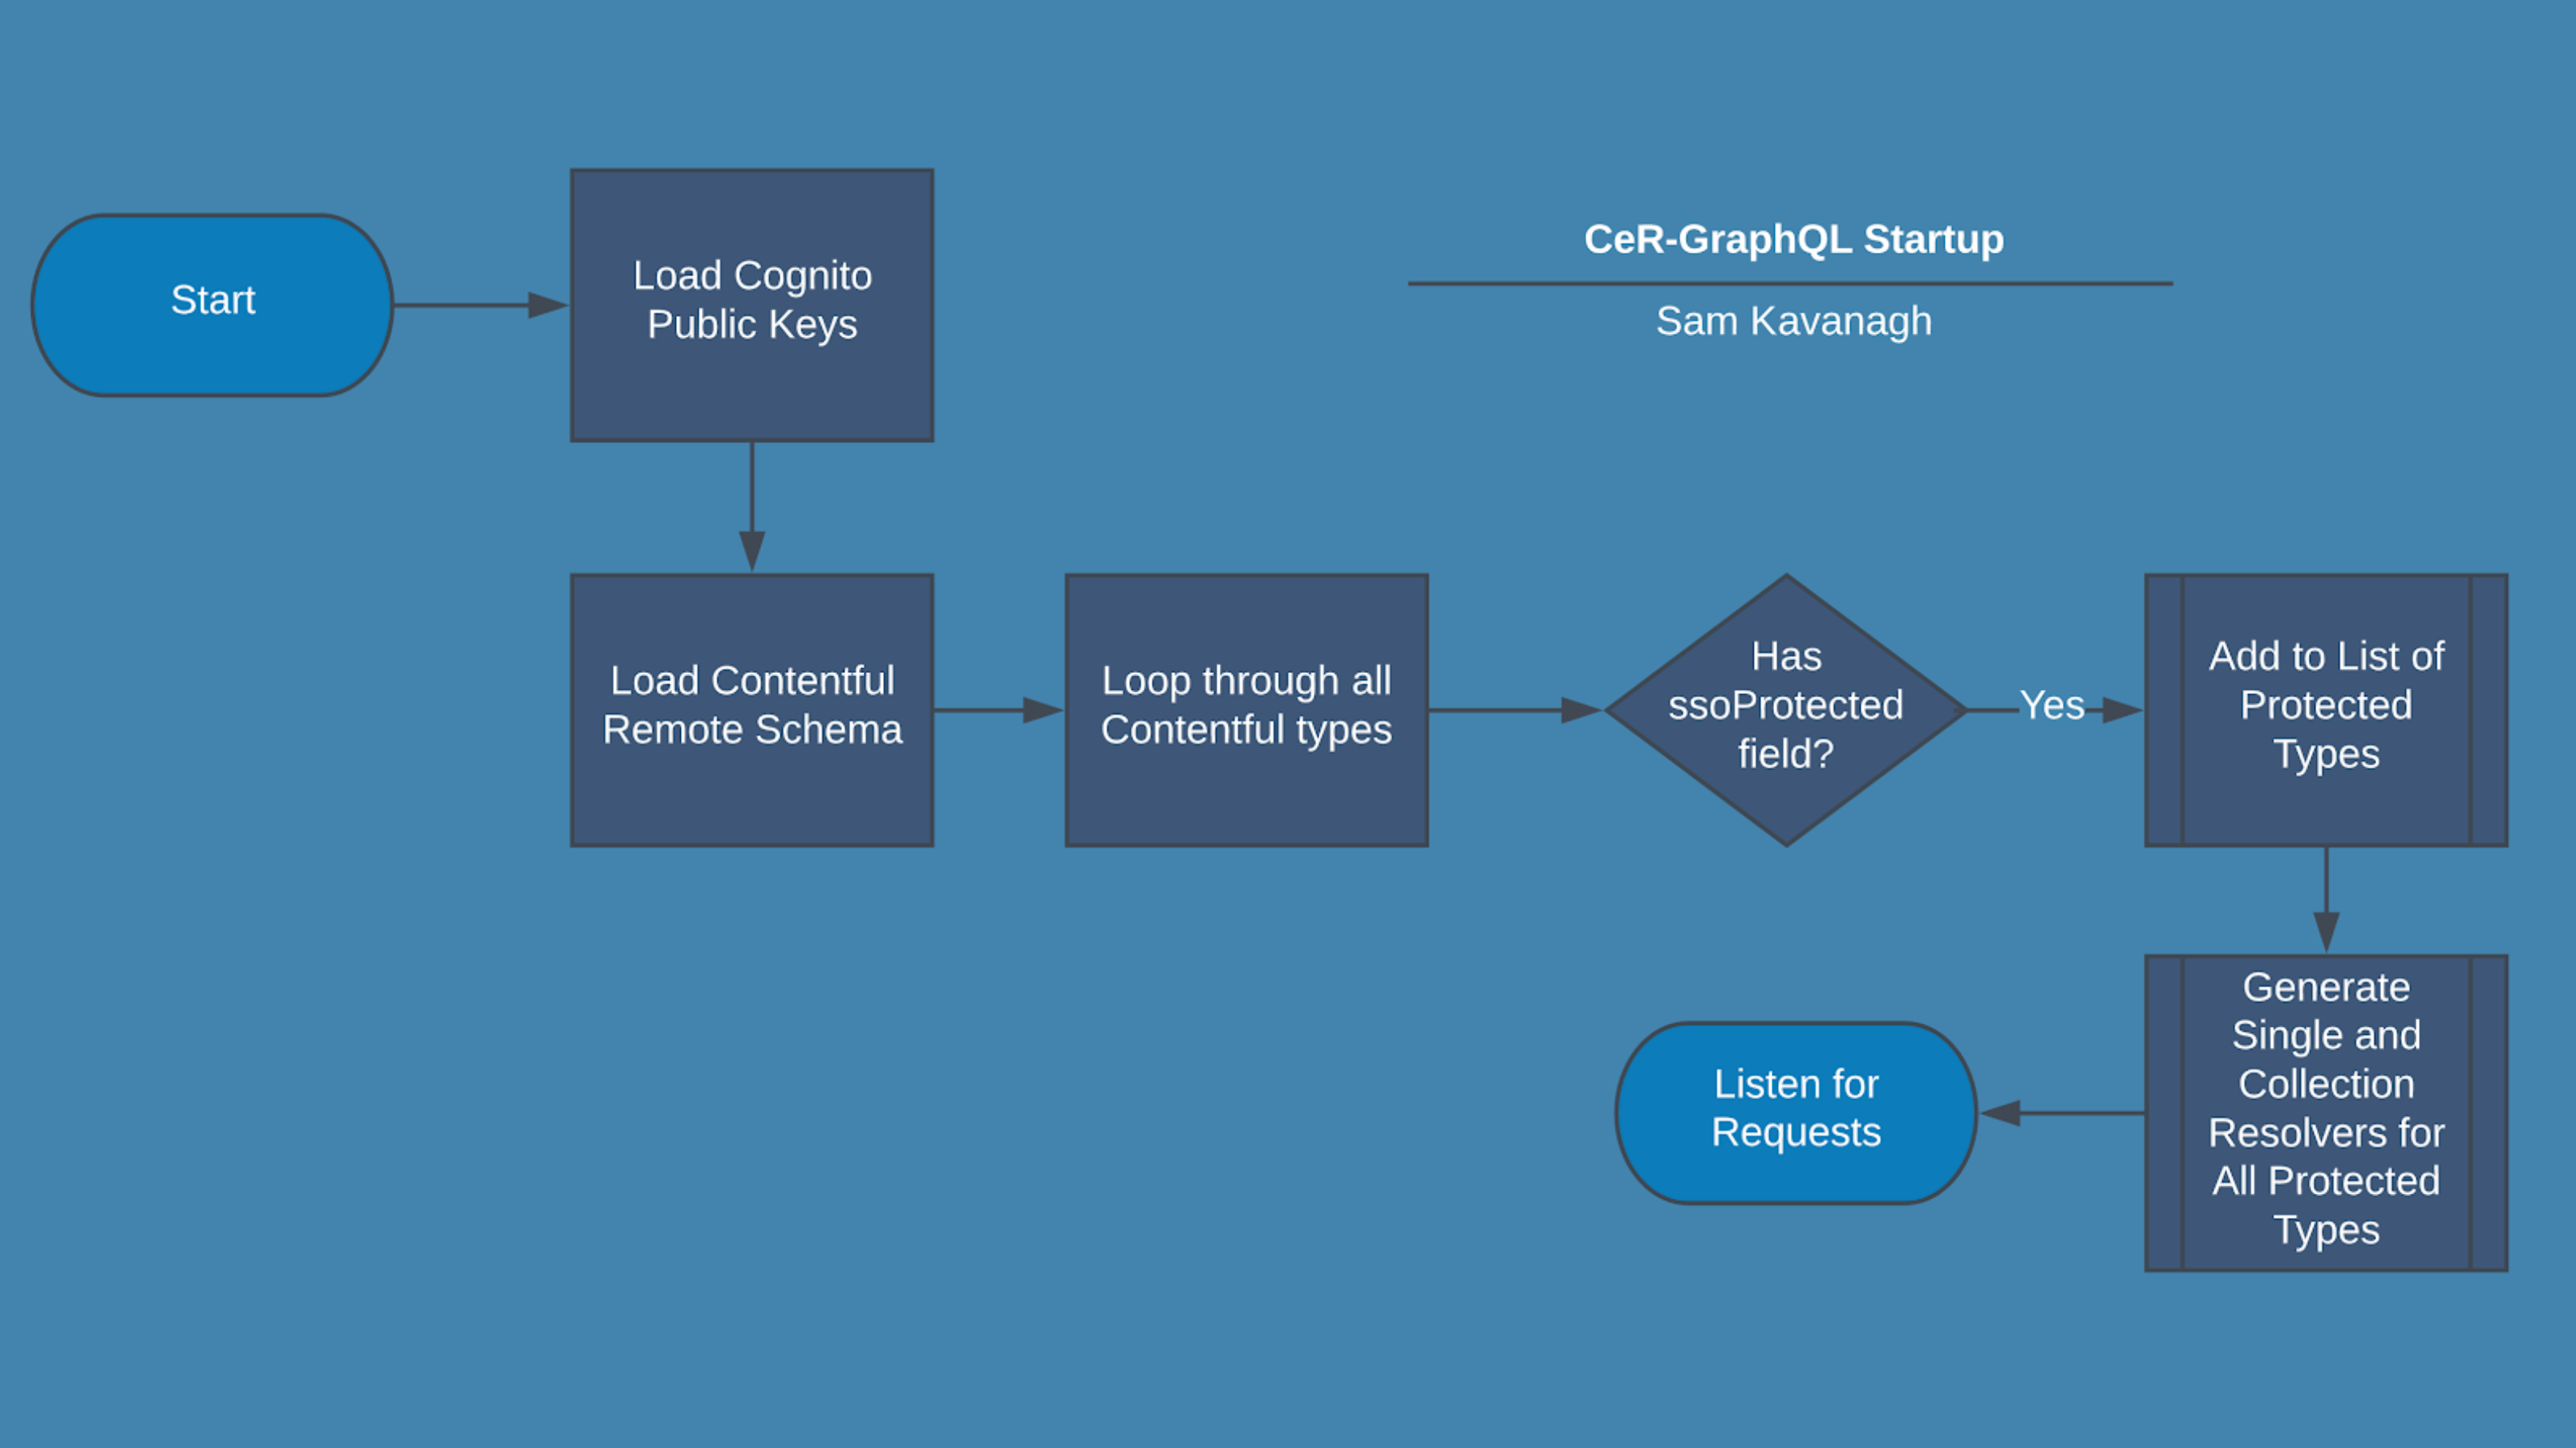 CeR-GraphQL Startup
Sam Kavanagh
Start
Load Cognito
Public Keys
Load Contentful
Remote Schema
Loop through all
Contentful types
Has
ssoProtected
field?
Yes
Add to List of
Protected
Types
Generate
Single and
Collection
Resolvers for
All Protected
Types
Listen for
Requests